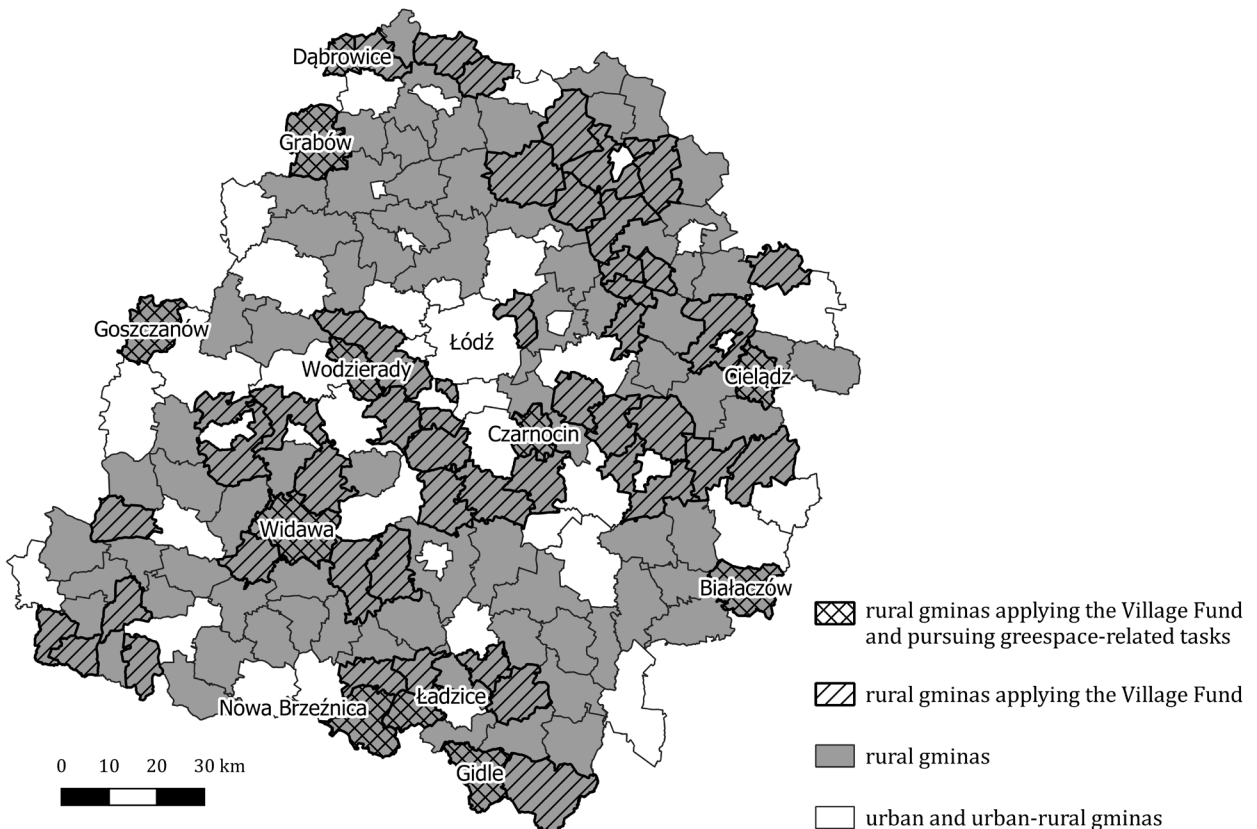 Dąbrowice
Grabów
Goszczanów
Łódź
Wodzierady
Cielądz
Czarnocin
Widawa
Białaczów
Ładzice
Nowa Brzeźnica
Gidle
0 10 20 30 km
rural gminas applying the Village Fund
and pursuing greespace-related tasks
rural gminas applying the Village Fund
rural gminas
urban and urban-rural gminas